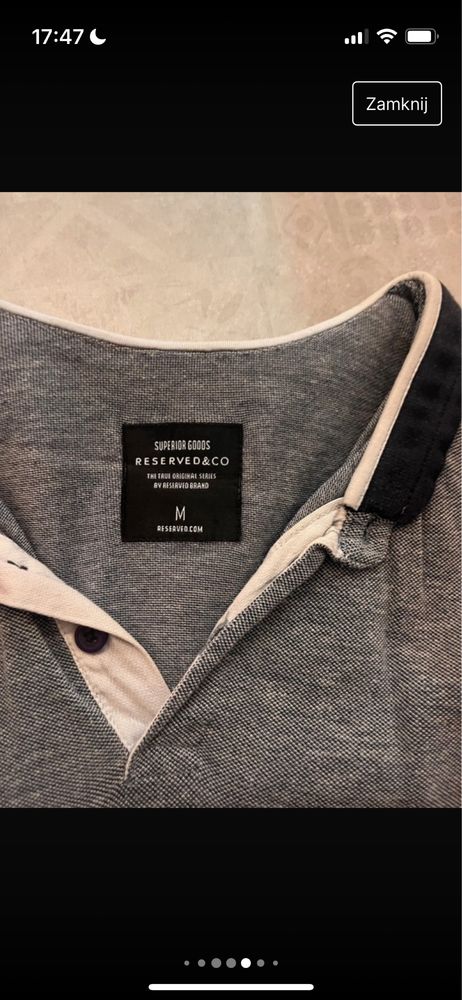 17:47
Zamknij
SUPERIOR GOODS
RESERVED&CO
THE TRUE ORIGINAL SERIES
BY RESERVED BRAND
M
RESERVED.COM